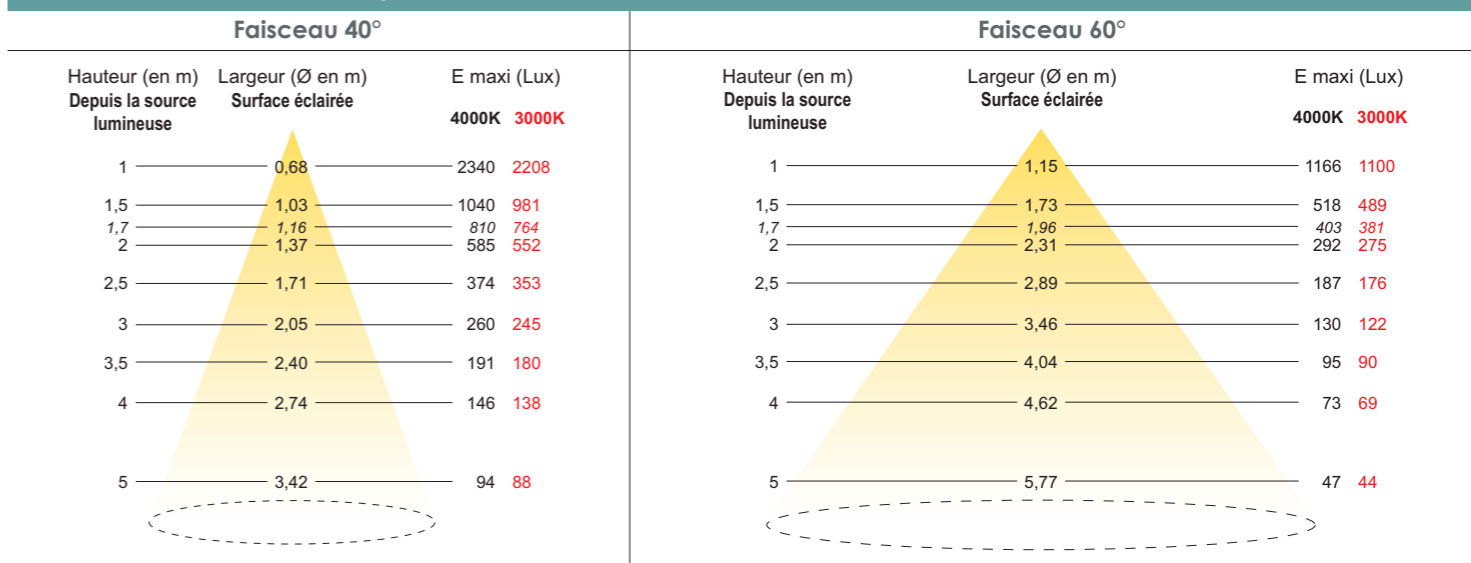 Faisceau 40°
Hauteur (en m) Largeur (Ø en m) E maxi (Lux)
Depuis la source Surface éclairée
lumineuse
4000K 3000K
1 0,68 2340 2208
1,5 1,03 1040 981
1,7 1,16 810 764
2 1,37 585 552
2,5 1,71 374 353
3 2,05 260 245
3,5 2,40 191 180
4 2,74 146 138
5 3,42 94 88
Faisceau 60°
Hauteur (en m) Largeur (Ø en m) E maxi (Lux)
Depuis la source Surface éclairée
lumineuse
4000K 3000K
1 1,15 1166 1100
1,5 1,73 518 489
1,7 1,96 403 381
2 2,31 292 275
2,5 2,89 187 176
3 3,46 130 122
3,5 4,04 95 90
4 4,62 73 69
5 5,77 47 44